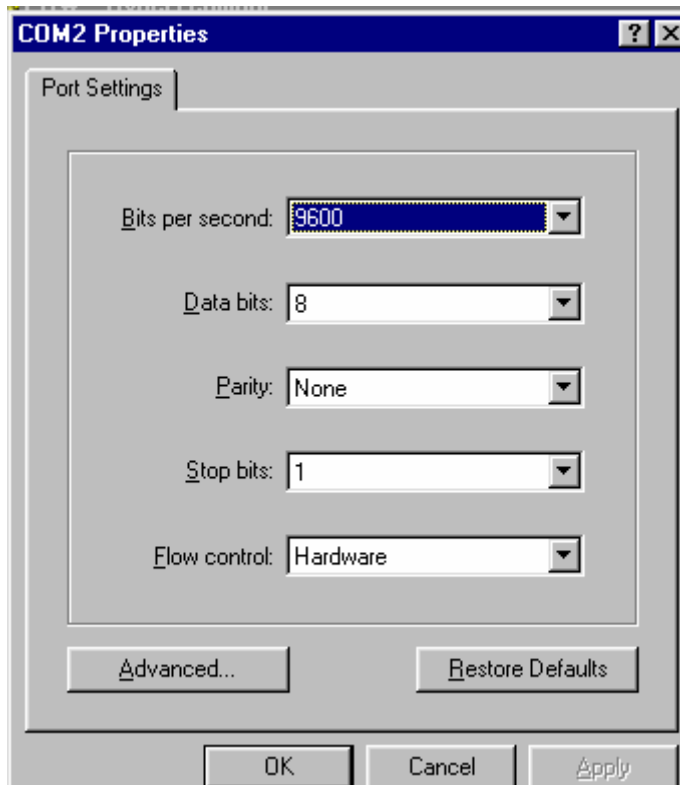 COM2 Properties
Port Settings
Bits per second: 9600
Data bits: 8
Parity: None
Stop bits: 1
Flow control: Hardware
Advanced... Restore Defaults
OK Cancel Apply